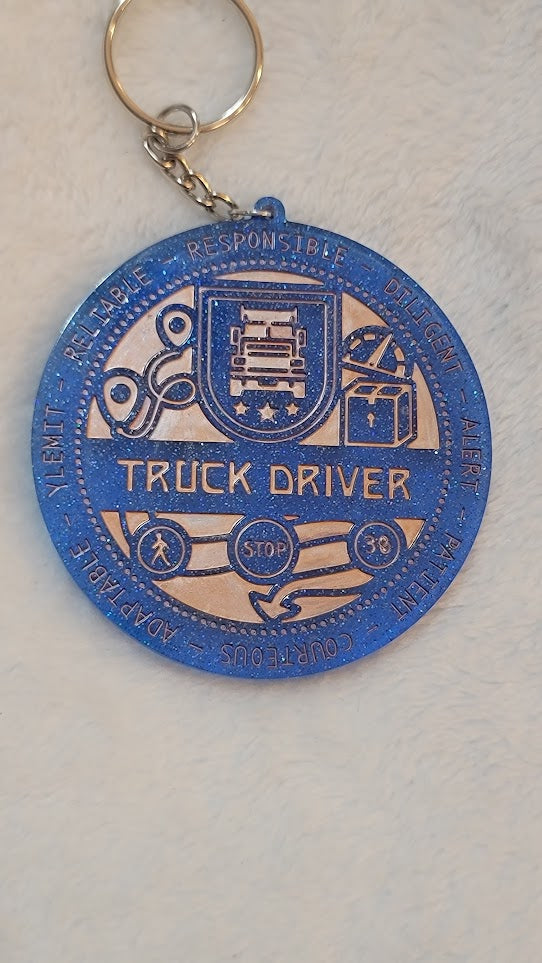 RESPONSIBLE - DILIGENT - ALERT - PATIENT - COURTEOUS - ADAPTABLE - YLEMIT - RELIABLE -
TRUCK DRIVER
STOP
30